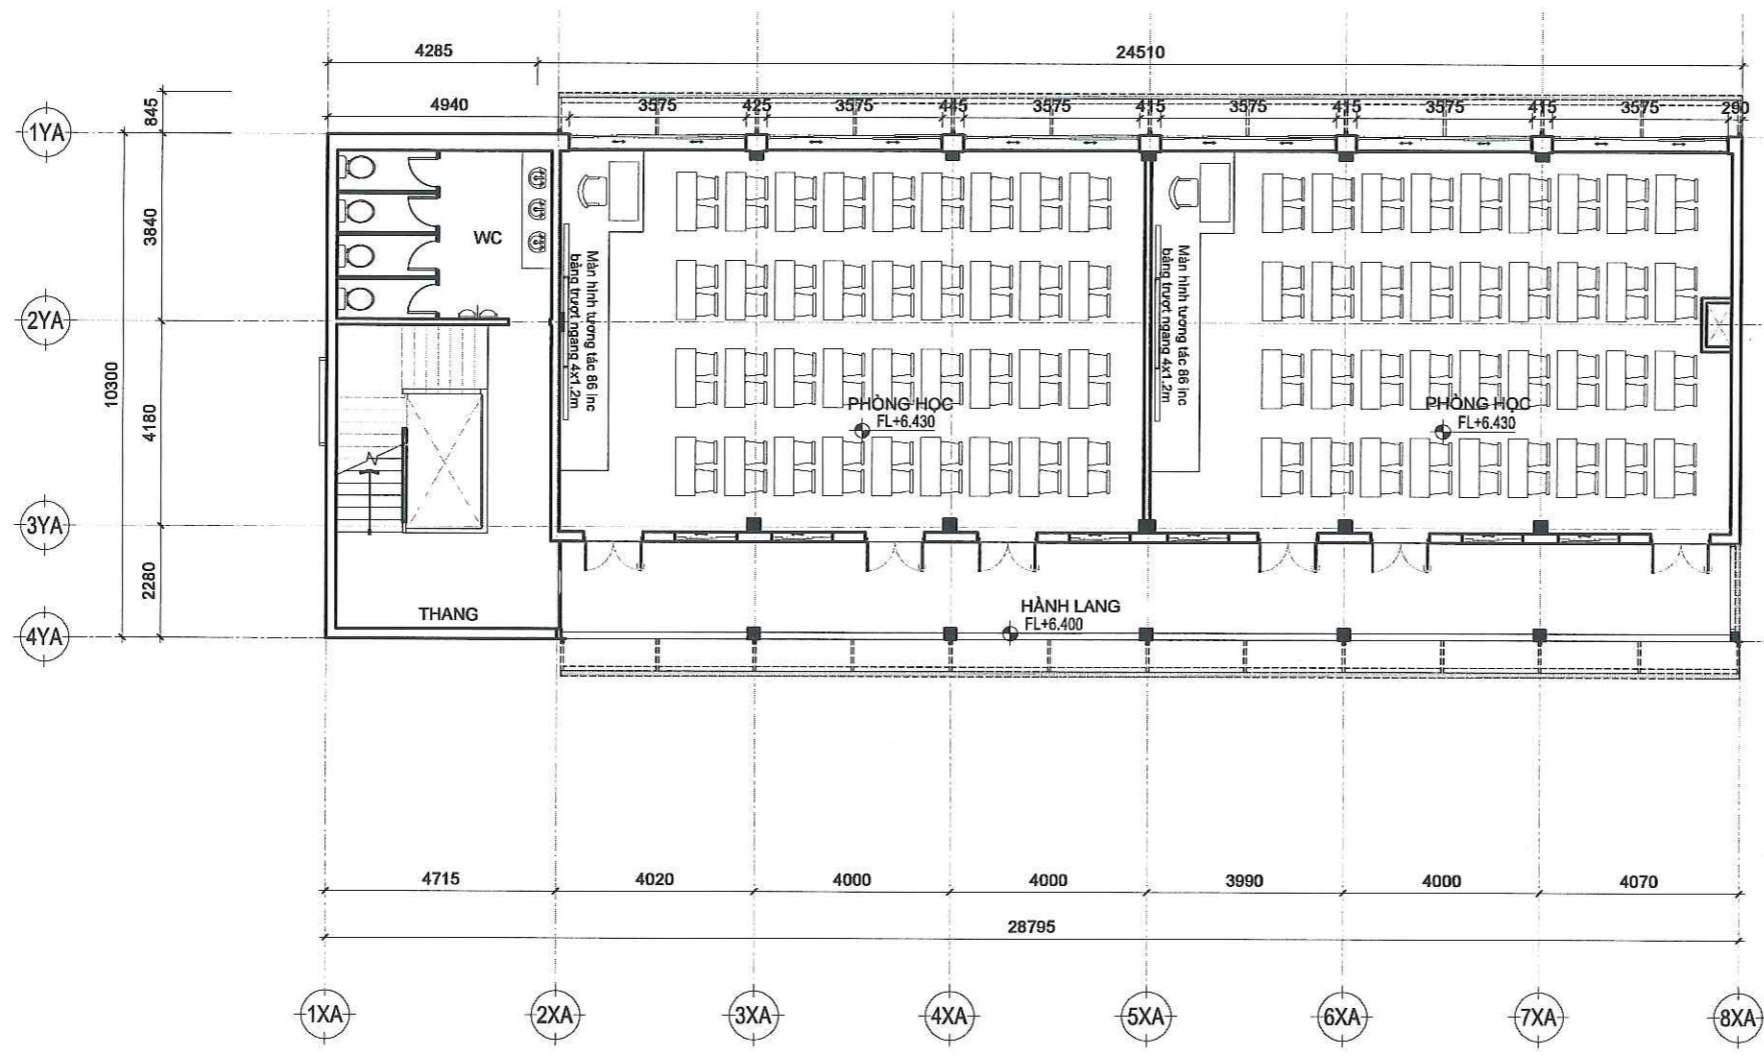 4285
24510
4940
3575
425
3575
445
3575
415
3575
415
3575
415
3575
290
845
1YA
3840
WC
2YA
10300
4180
Màn hình tương tác 86 inc
bảng trượt ngang 4x1.2m
Màn hình tương tác 86 inc
bảng trượt ngang 4x1.2m
PHÒNG HỌC
FL+6.430
PHÒNG HỌC
FL+6.430
3YA
2280
THANG
HÀNH LANG
FL+6.400
4YA
4715
4020
4000
4000
3990
4000
4070
28795
1XA
2XA
3XA
4XA
5XA
6XA
7XA
8XA